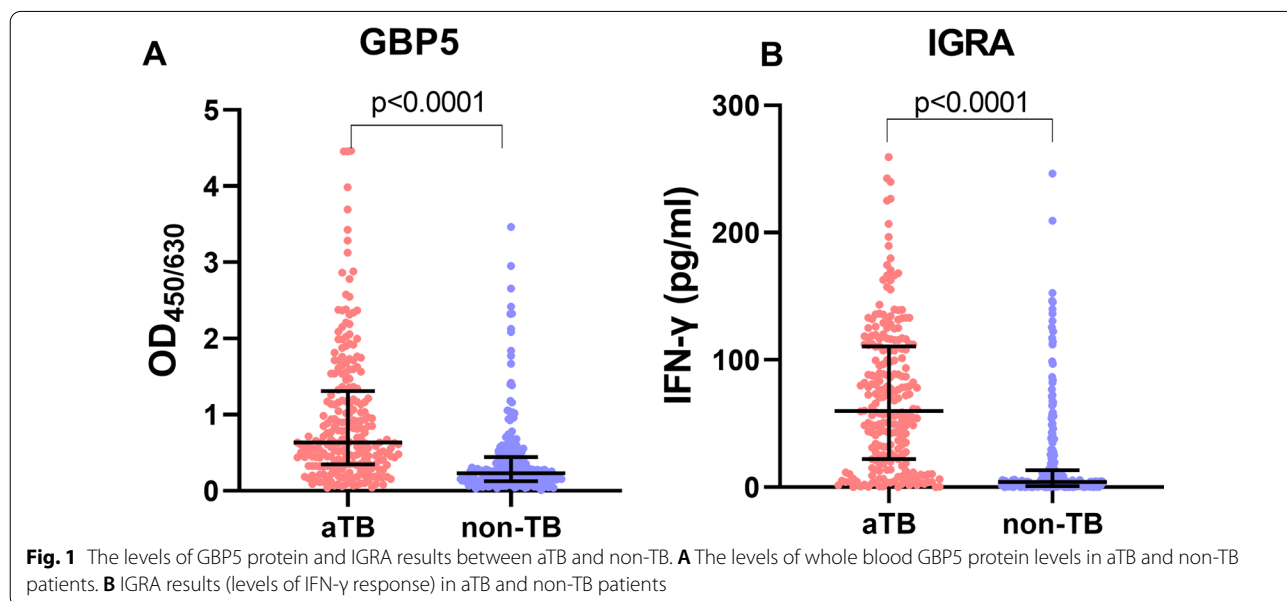 A
GBP5
p<0.0001
5
4
3
2
1
0
OD450/630
aTB
non-TB
B
IGRA
p<0.0001
300
200
100
0
IFN-γ (pg/ml)
aTB
non-TB
Fig. 1 The levels of GBP5 protein and IGRA results between aTB and non-TB. A The levels of whole blood GBP5 protein levels in aTB and non-TB
patients. B IGRA results (levels of IFN-γ response) in aTB and non-TB patients